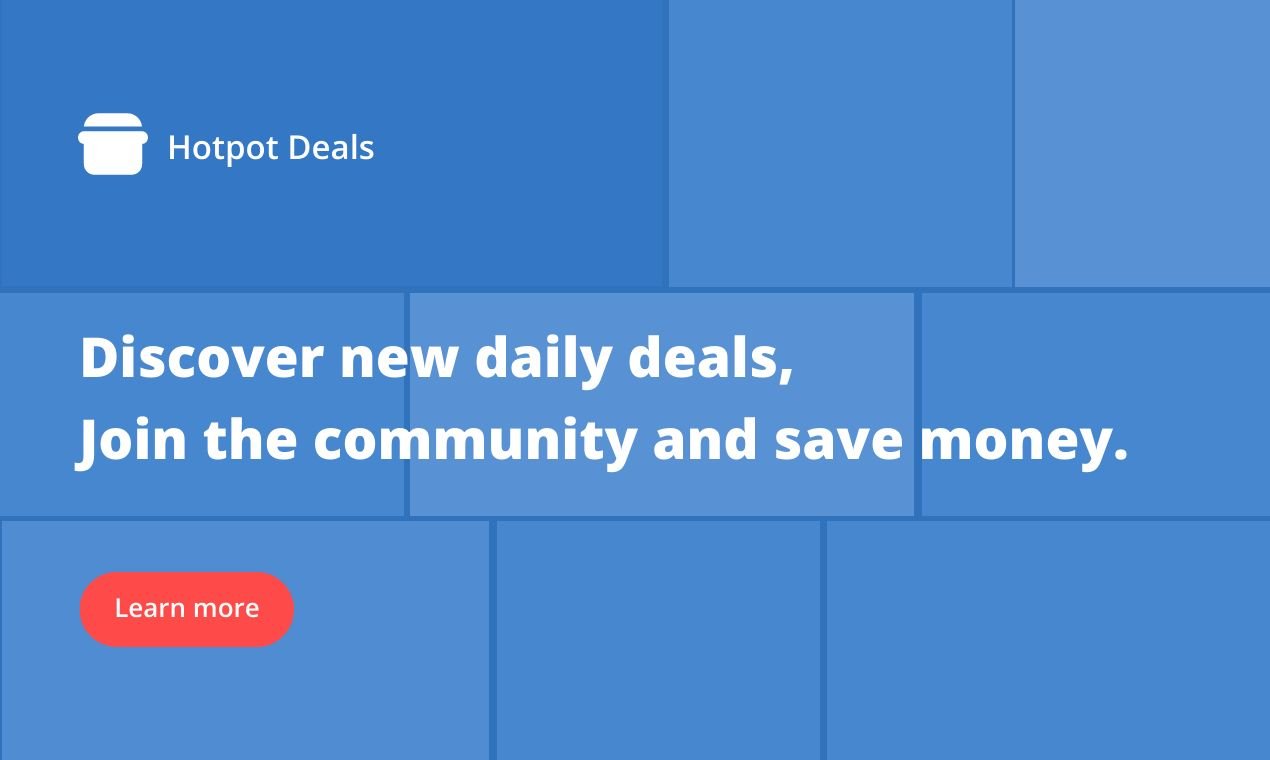 Hotpot Deals
Discover new daily deals,
Join the community and save money.
Learn more